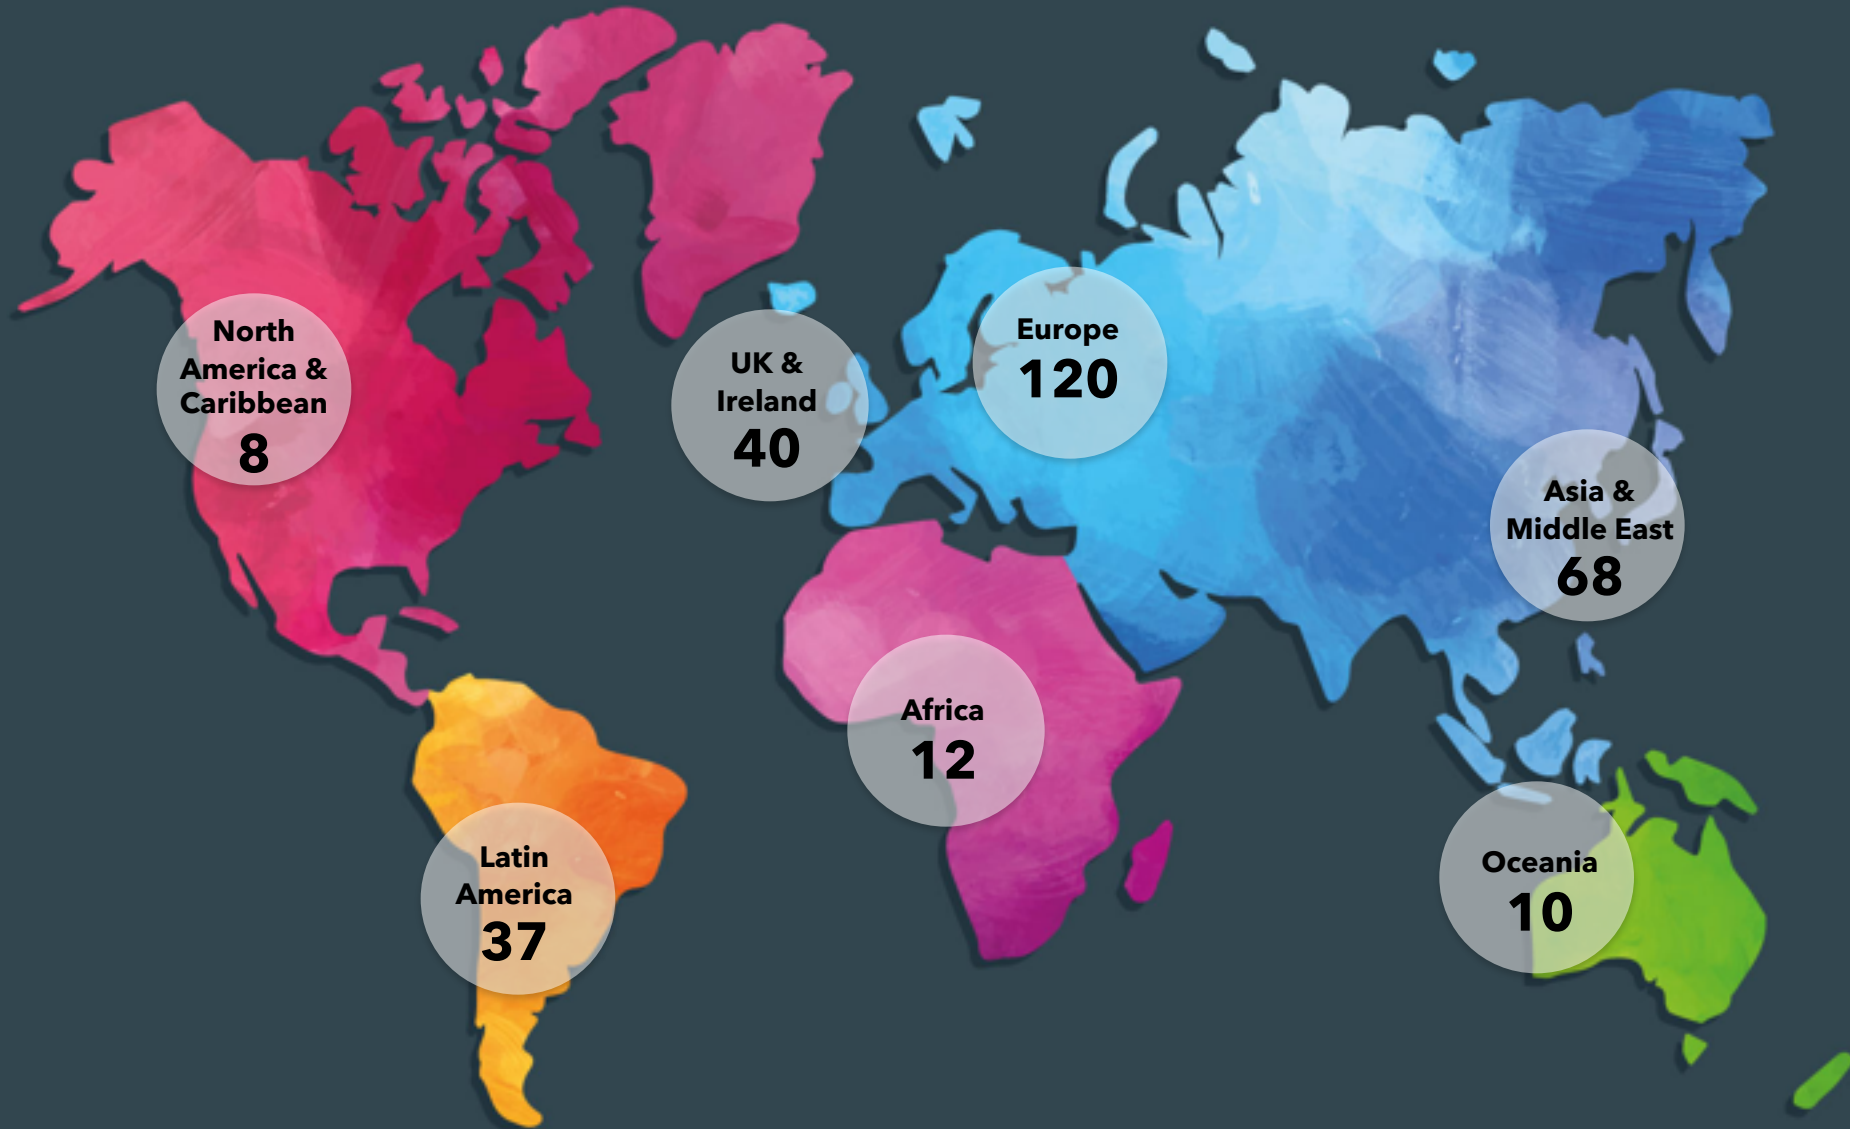 North
America &
Caribbean
8
UK &
Ireland
40
Europe
120
Asia &
Middle East
68
Africa
12
Latin
America
37
Oceania
10